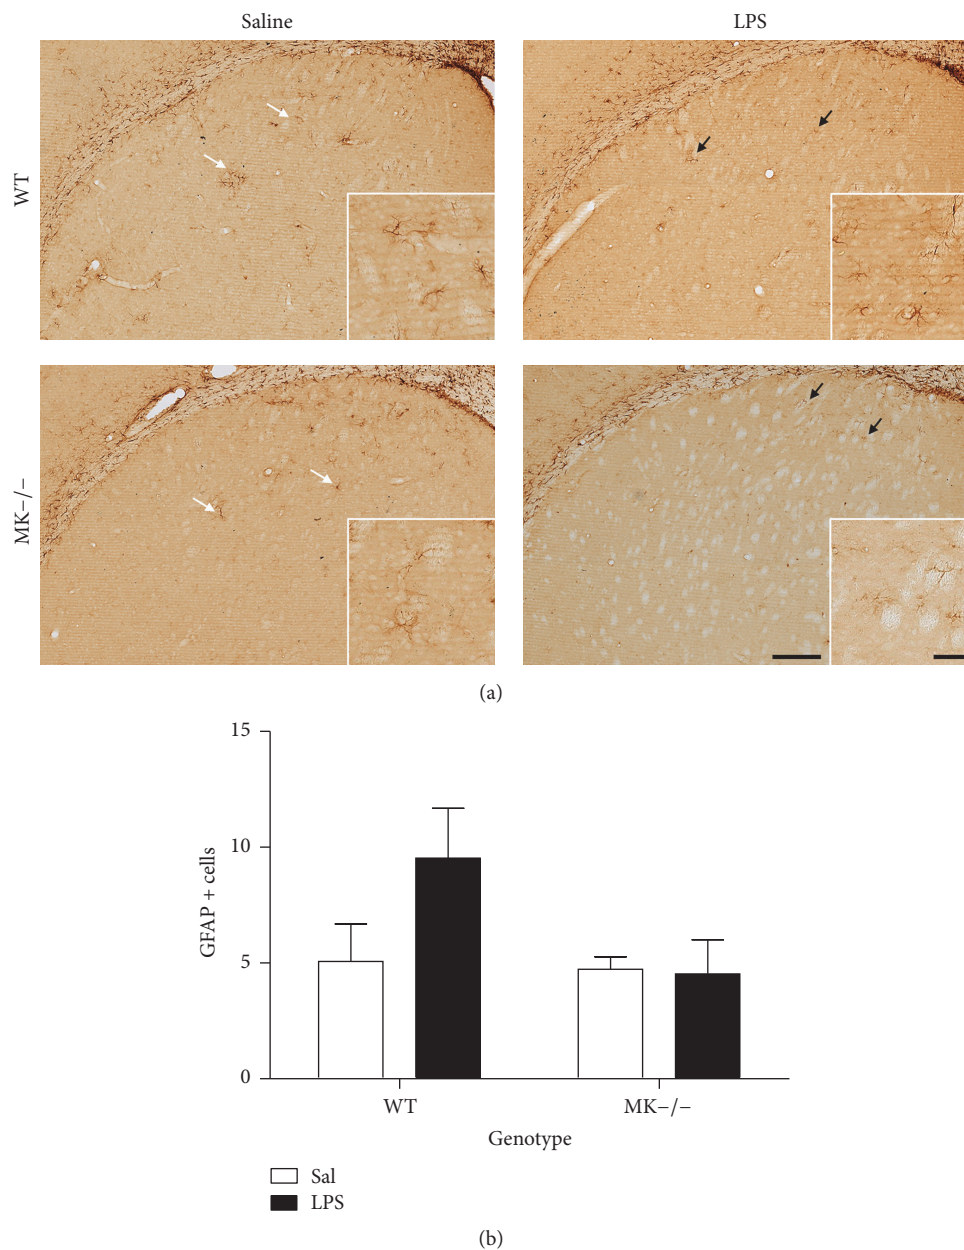 Saline
LPS
WT
MK−/−
(a)
15
10
5
0
GFAP + cells
WT
MK−/−
Genotype
Sal
LPS
(b)